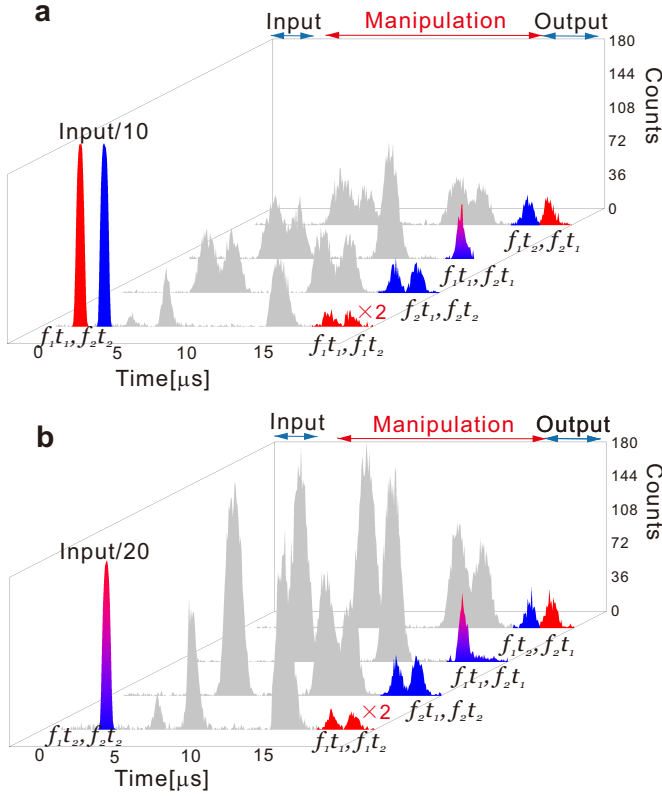 a
Input Manipulation Output
180
144
108
72
36
0
Counts
Input/10
f₁t₂, f₂t₁
f₁t₁, f₂t₁
f₂t₁, f₂t₂
×2
f₁t₁, f₂t₂
f₁t₁, f₁t₂
0 5 10 15
Time[μs]
b
Input Manipulation Output
180
144
108
72
36
0
Counts
Input/20
f₁t₂, f₂t₁
f₁t₁, f₂t₁
f₂t₁, f₂t₂
×2
f₁t₂, f₂t₂
f₁t₁, f₁t₂
0 5 10 15
Time[μs]